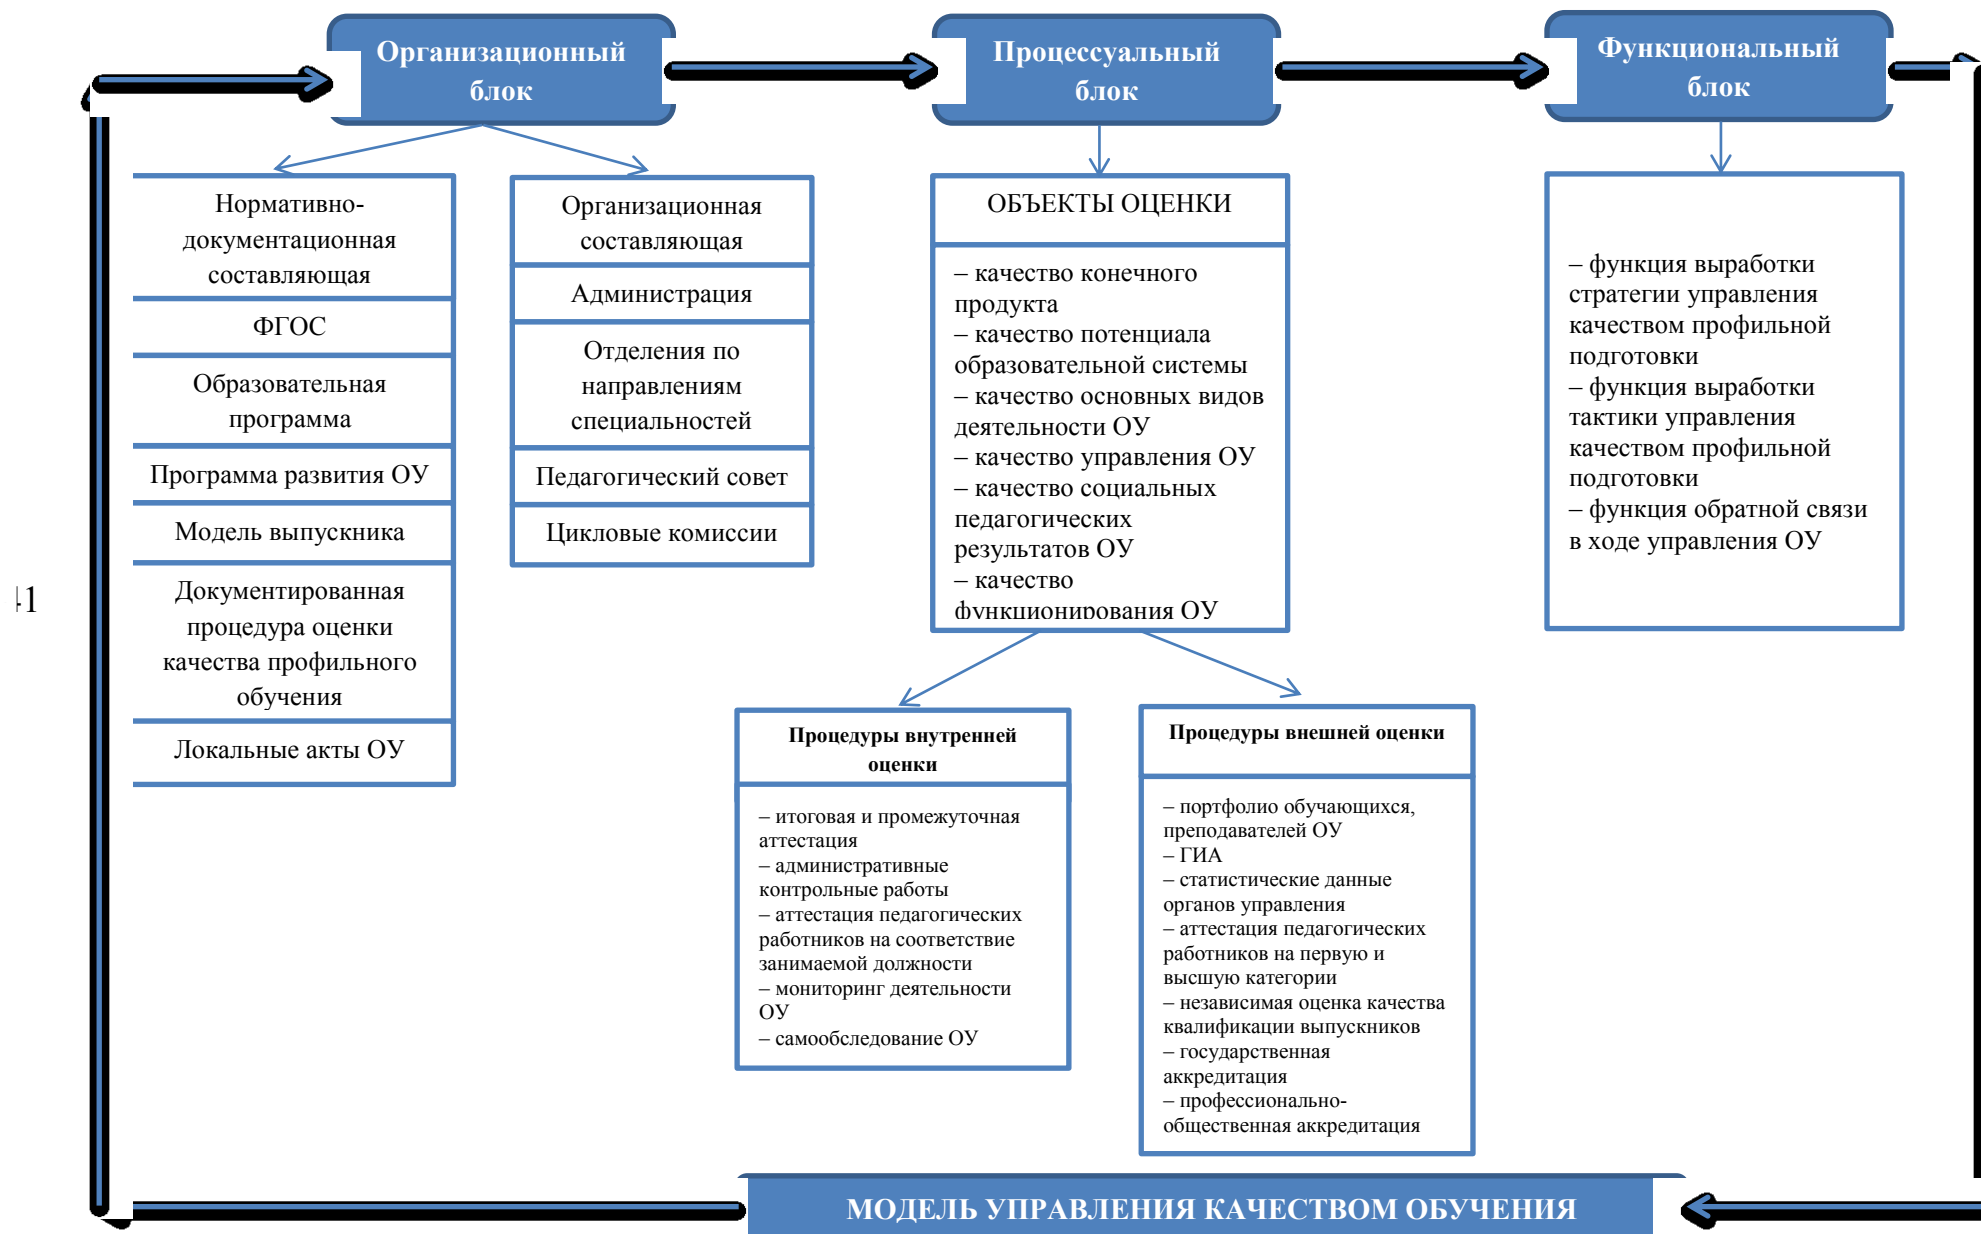 Организационный
блок
Процессуальный
блок
Функциональный
блок
Нормативно-
документационная
составляющая
ФГОС
Образовательная
программа
Программа развития ОУ
Модель выпускника
Документированная
процедура оценки
качества профильного
обучения
Локальные акты ОУ
Организационная
составляющая
Администрация
Отделения по
направлениям
специальностей
Педагогический совет
Цикловые комиссии
ОБЪЕКТЫ ОЦЕНКИ
– качество конечного
продукта
– качество потенциала
образовательной системы
– качество основных видов
деятельности ОУ
– качество управления ОУ
– качество социальных
педагогических
результатов ОУ
– качество
функционирования ОУ
– функция выработки
стратегии управления
качеством профильной
подготовки
– функция выработки
тактики управления
качеством профильной
подготовки
– функция обратной связи
в ходе управления ОУ
Процедуры внутренней
оценки
– итоговая и промежуточная
аттестация
– административные
контрольные работы
– аттестация педагогических
работников на соответствие
занимаемой должности
– мониторинг деятельности
ОУ
– самообследование ОУ
Процедуры внешней оценки
– портфолио обучающихся,
преподавателей ОУ
– ГИА
– статистические данные
органов управления
– аттестация педагогических
работников на первую и
высшую категории
– независимая оценка качества
квалификации выпускников
– государственная
аккредитация
– профессионально-
общественная аккредитация
МОДЕЛЬ УПРАВЛЕНИЯ КАЧЕСТВОМ ОБУЧЕНИЯ